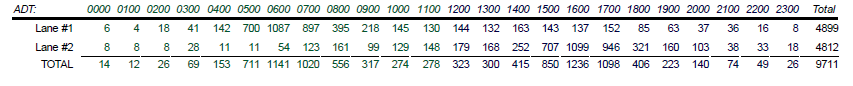 ADT: 0000 0100 0200 0300 0400 0500 0600 0700 0800 0900 1000 1100 1200 1300 1400 1500 1600 1700 1800 1900 2000 2100 2200 2300 Total
Lane #1 6 4 18 41 142 700 1087 897 395 218 145 130 144 132 163 143 137 152 85 63 37 36 16 8 4899
Lane #2 8 8 8 28 11 11 54 123 161 99 129 148 179 168 252 707 1099 946 321 160 103 38 33 18 4812
TOTAL 14 12 26 69 153 711 1141 1020 556 317 274 278 323 300 415 850 1236 1098 406 223 140 74 49 26 9711